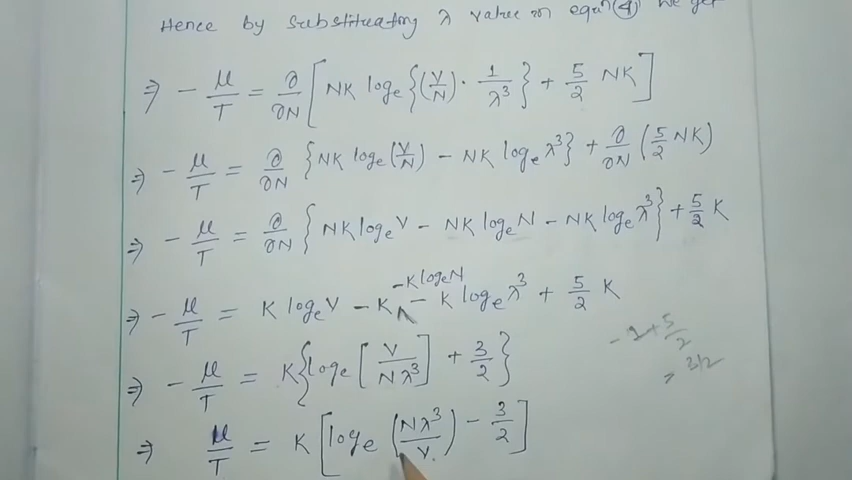 Hence by substituating λ value in equⁿ ④ we get
⇒ - μ/T = ∂/∂N [NK logₑ {(V/N) · 1/λ³} + 5/2 NK]
⇒ - μ/T = ∂/∂N {NK logₑ (V/N) - NK logₑ λ³} + ∂/∂N (5/2 NK)
⇒ - μ/T = ∂/∂N {NK logₑ V - NK logₑ N - NK logₑ λ³} + 5/2 K
- K logₑ N
⇒ - μ/T = K logₑ V - K ʌ - K logₑ λ³ + 5/2 K
- 1 + 5/2
= 3/2
⇒ - μ/T = K {logₑ [V/Nλ³] + 3/2}
⇒ μ/T = K [logₑ (Nλ³/V) - 3/2]